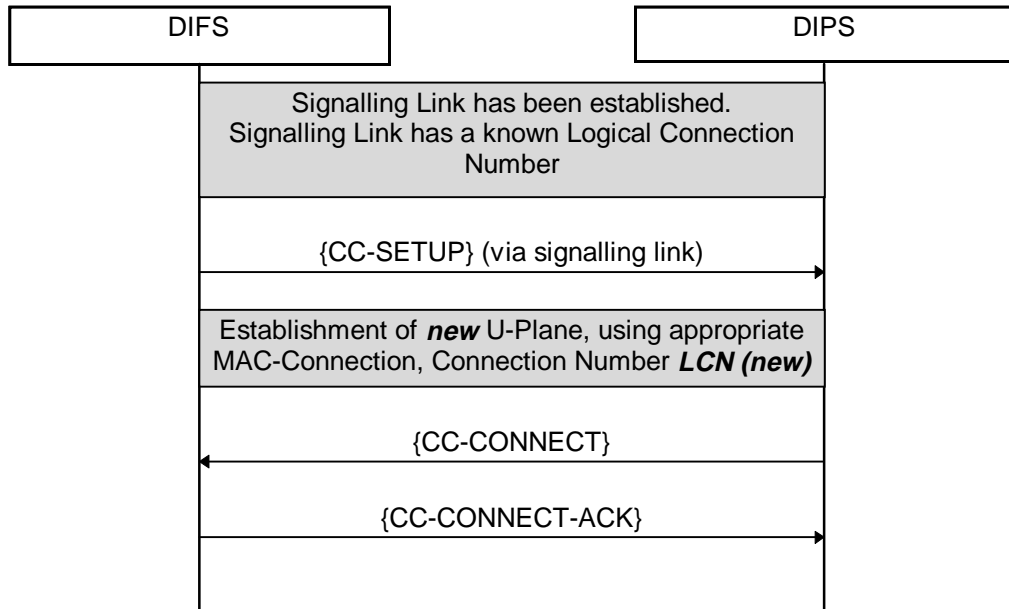 DIFS
DIPS
Signalling Link has been established.
Signalling Link has a known Logical Connection
Number
{CC-SETUP} (via signalling link)
Establishment of new U-Plane, using appropriate
MAC-Connection, Connection Number LCN (new)
{CC-CONNECT}
{CC-CONNECT-ACK}